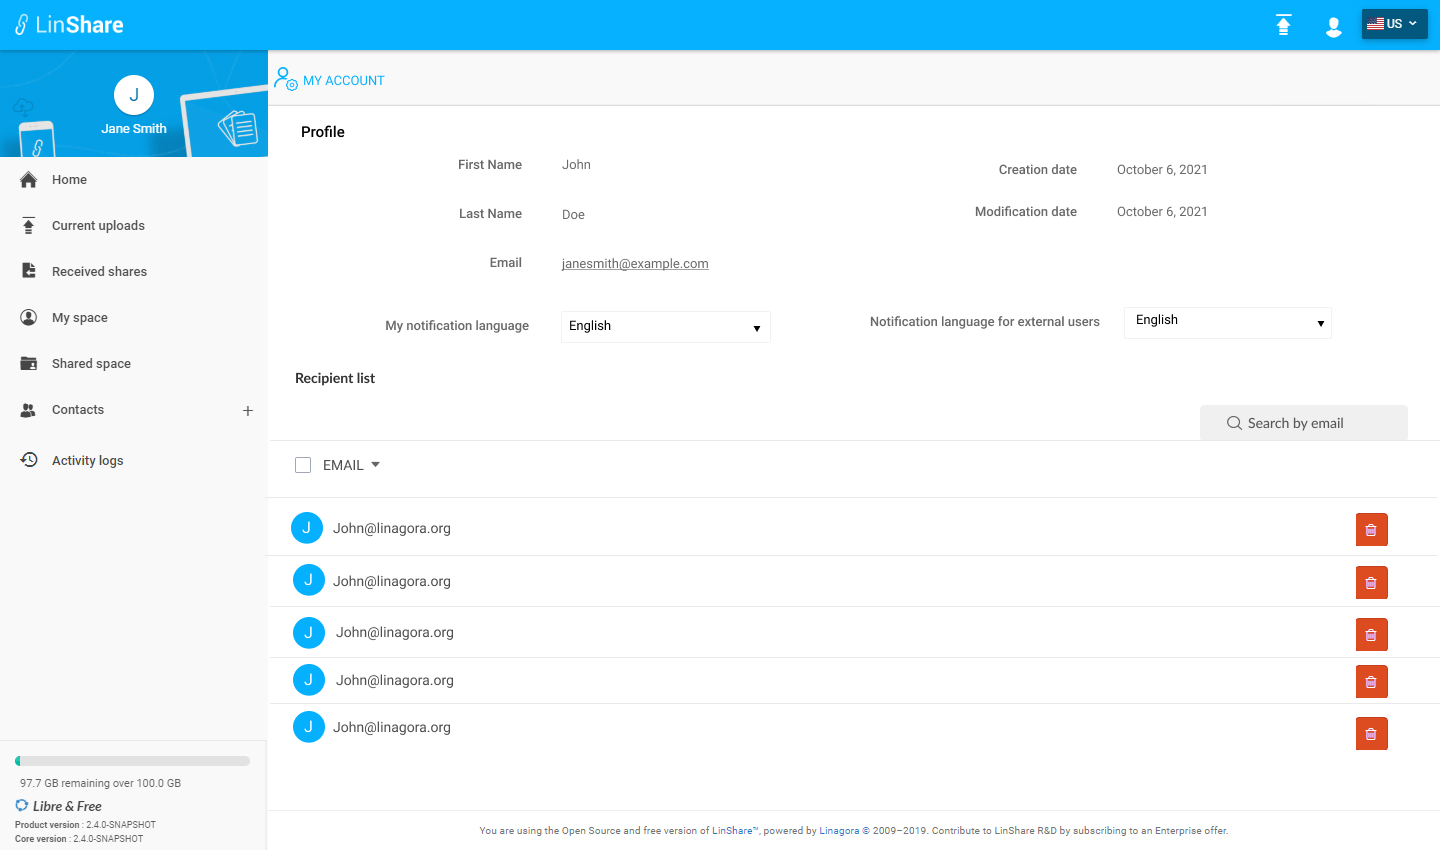 LinShare
US
J
Jane Smith
MY ACCOUNT
Home
Current uploads
Received shares
My space
Shared space
Contacts
+
Activity logs
Profile
First Name John
Creation date October 6, 2021
Last Name Doe
Modification date October 6, 2021
Email janesmith@example.com
My notification language English
Notification language for external users English
Recipient list
Search by email
EMAIL
J John@linagora.org
J John@linagora.org
J John@linagora.org
J John@linagora.org
J John@linagora.org
97.7 GB remaining over 100.0 GB
Libre & Free
Product version : 2.4.0-SNAPSHOT
Core version : 2.4.0-SNAPSHOT
You are using the Open Source and free version of LinShare™, powered by Linagora © 2009–2019. Contribute to LinShare R&D by subscribing to an Enterprise offer.